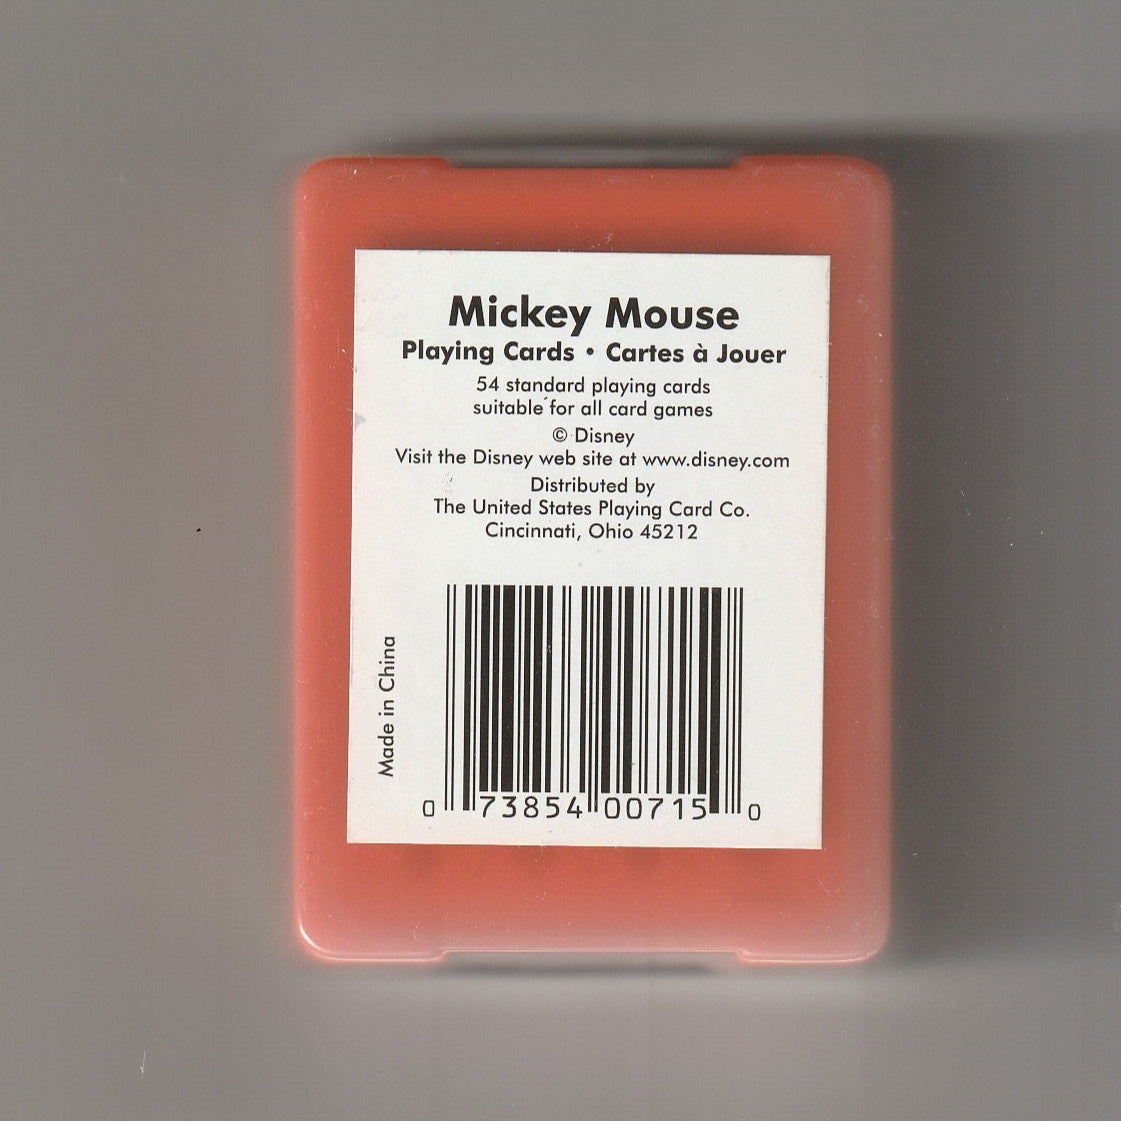 Mickey Mouse
Playing Cards • Cartes à Jouer
54 standard playing cards
suitable for all card games
© Disney
Visit the Disney web site at www.disney.com
Distributed by
The United States Playing Card Co.
Cincinnati, Ohio 45212
Made in China
0 73854 00715 0